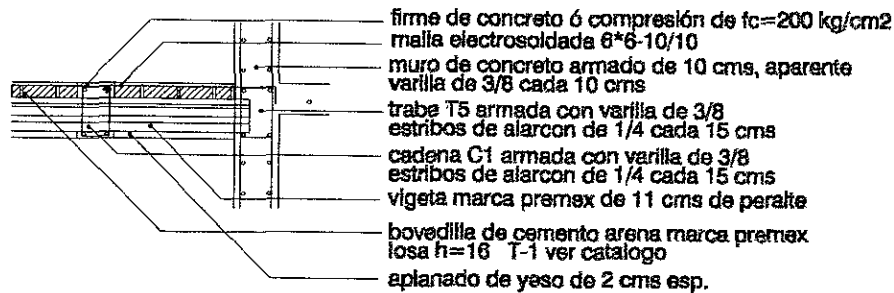 firme de concreto ó compresión de fc=200 kg/cm2
malla electrosoldada 6*6-10/10
muro de concreto armado de 10 cms, aparente
varilla de 3/8 cada 10 cms
trabe T5 armada con varilla de 3/8
estribos de alarcon de 1/4 cada 15 cms
cadena C1 armada con varilla de 3/8
estribos de alarcon de 1/4 cada 15 cms
vigeta marca premex de 11 cms de peralte
bovedilla de cemento arena marca premex
losa h=16 T-1 ver catalogo
aplanado de yeso de 2 cms esp.